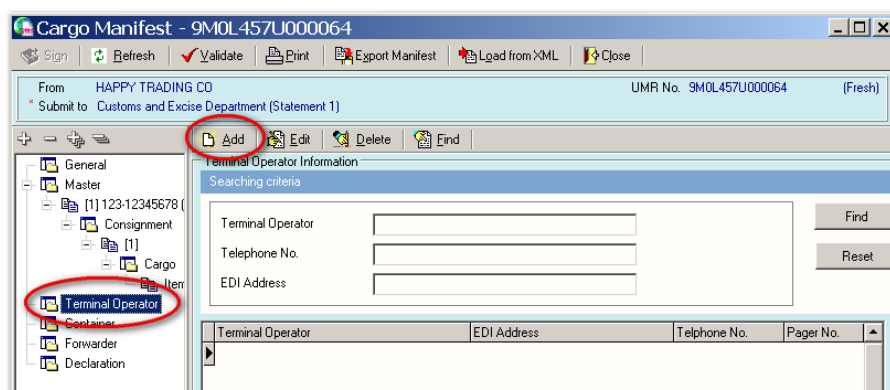 Cargo Manifest - 9M0L457U000064
Sign Refresh Validate Print Export Manifest Load from XML Close
From HAPPY TRADING CO UMR No. 9M0L457U000064 (Fresh)
* Submit to Customs and Excise Department (Statement 1)
Add Edit Delete Find
General
Master
[1] 123-12345678 (
Consignment
[1]
Cargo
Item
Terminal Operator
Container
Forwarder
Declaration
Terminal Operator Information
Searching criteria
Terminal Operator
Telephone No.
EDI Address
Find
Reset
Terminal Operator EDI Address Telphone No. Pager No.